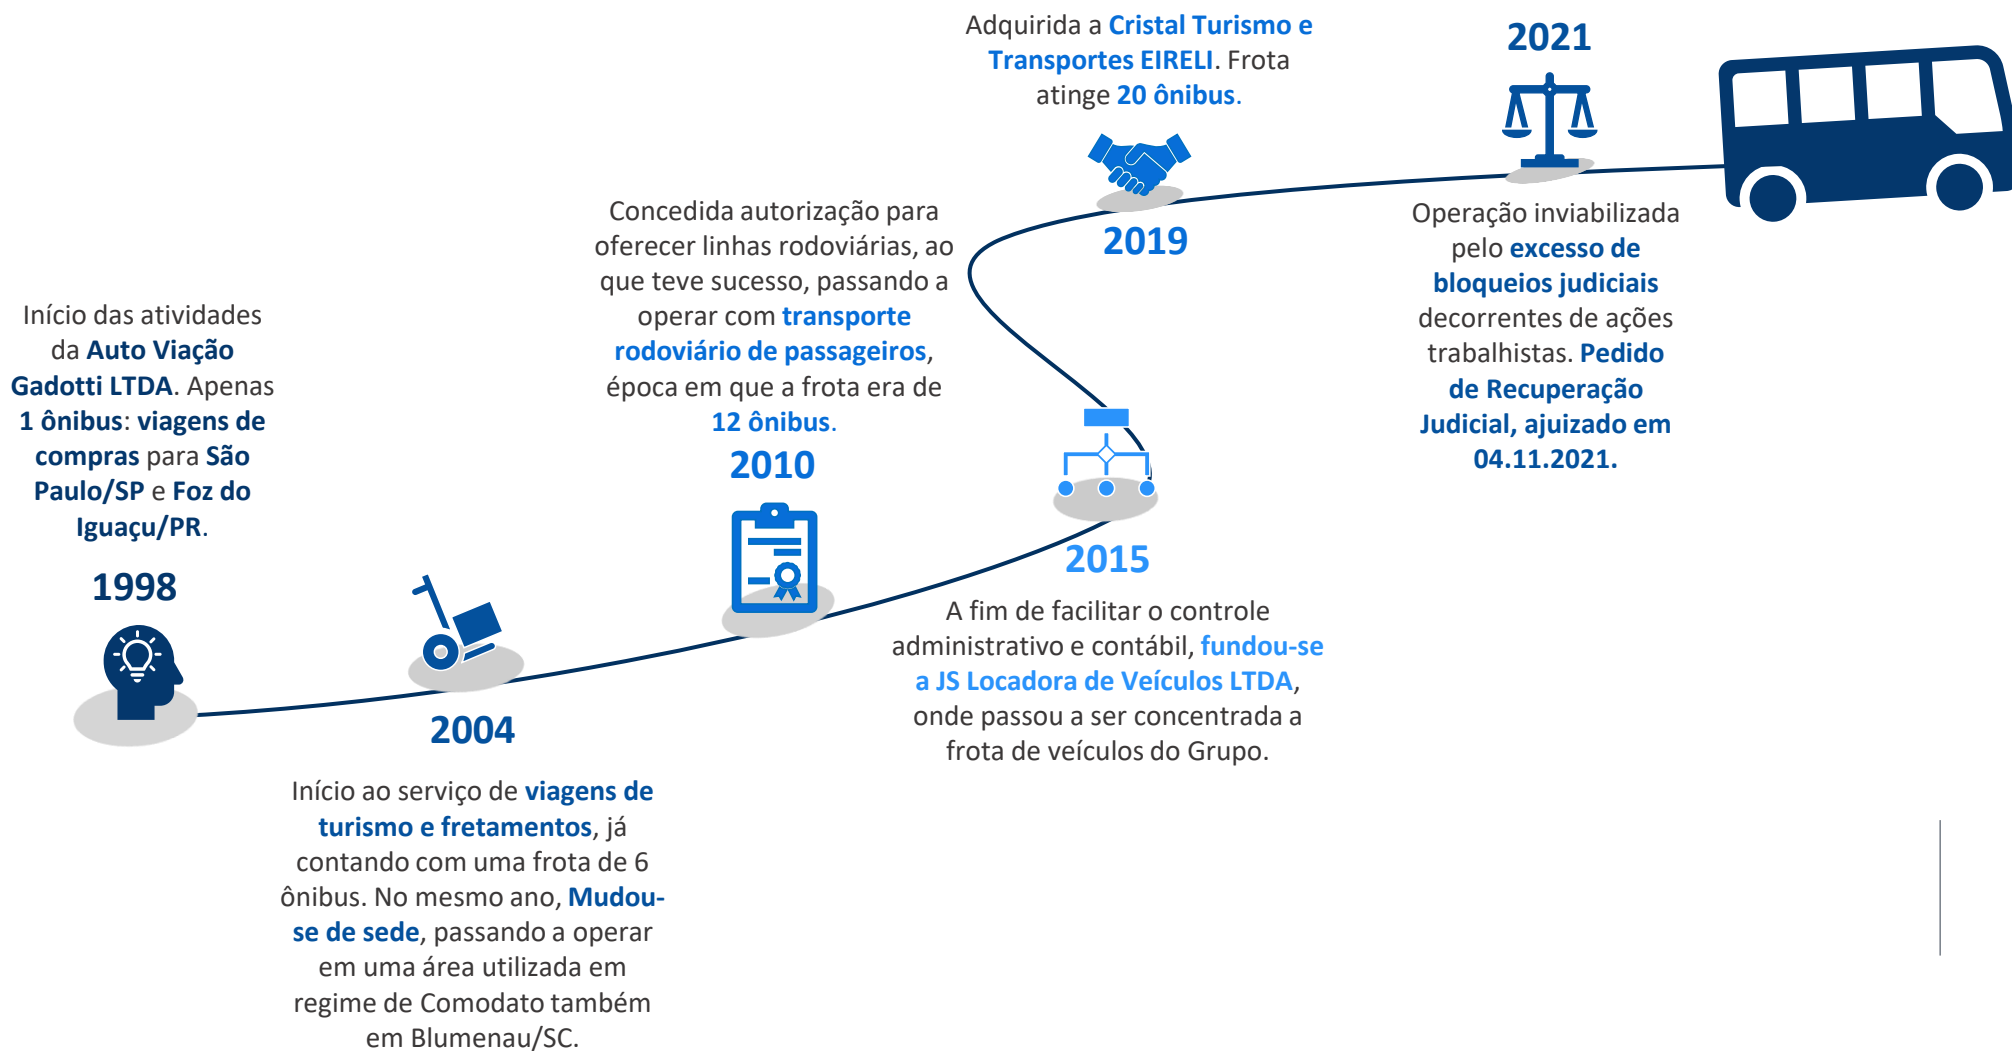 Início das atividades
da Auto Viação
Gadotti LTDA. Apenas
1 ônibus: viagens de
compras para São
Paulo/SP e Foz do
Iguaçu/PR.
1998
2004
Início ao serviço de viagens de
turismo e fretamentos, já
contando com uma frota de 6
ônibus. No mesmo ano, Mudou-
se de sede, passando a operar
em uma área utilizada em
regime de Comodato também
em Blumenau/SC.
Concedida autorização para
oferecer linhas rodoviárias, ao
que teve sucesso, passando a
operar com transporte
rodoviário de passageiros,
época em que a frota era de
12 ônibus.
2010
2015
A fim de facilitar o controle
administrativo e contábil, fundou-se
a JS Locadora de Veículos LTDA,
onde passou a ser concentrada a
frota de veículos do Grupo.
Adquirida a Cristal Turismo e
Transportes EIRELI. Frota
atinge 20 ônibus.
2019
2021
Operação inviabilizada
pelo excesso de
bloqueios judiciais
decorrentes de ações
trabalhistas. Pedido
de Recuperação
Judicial, ajuizado em
04.11.2021.